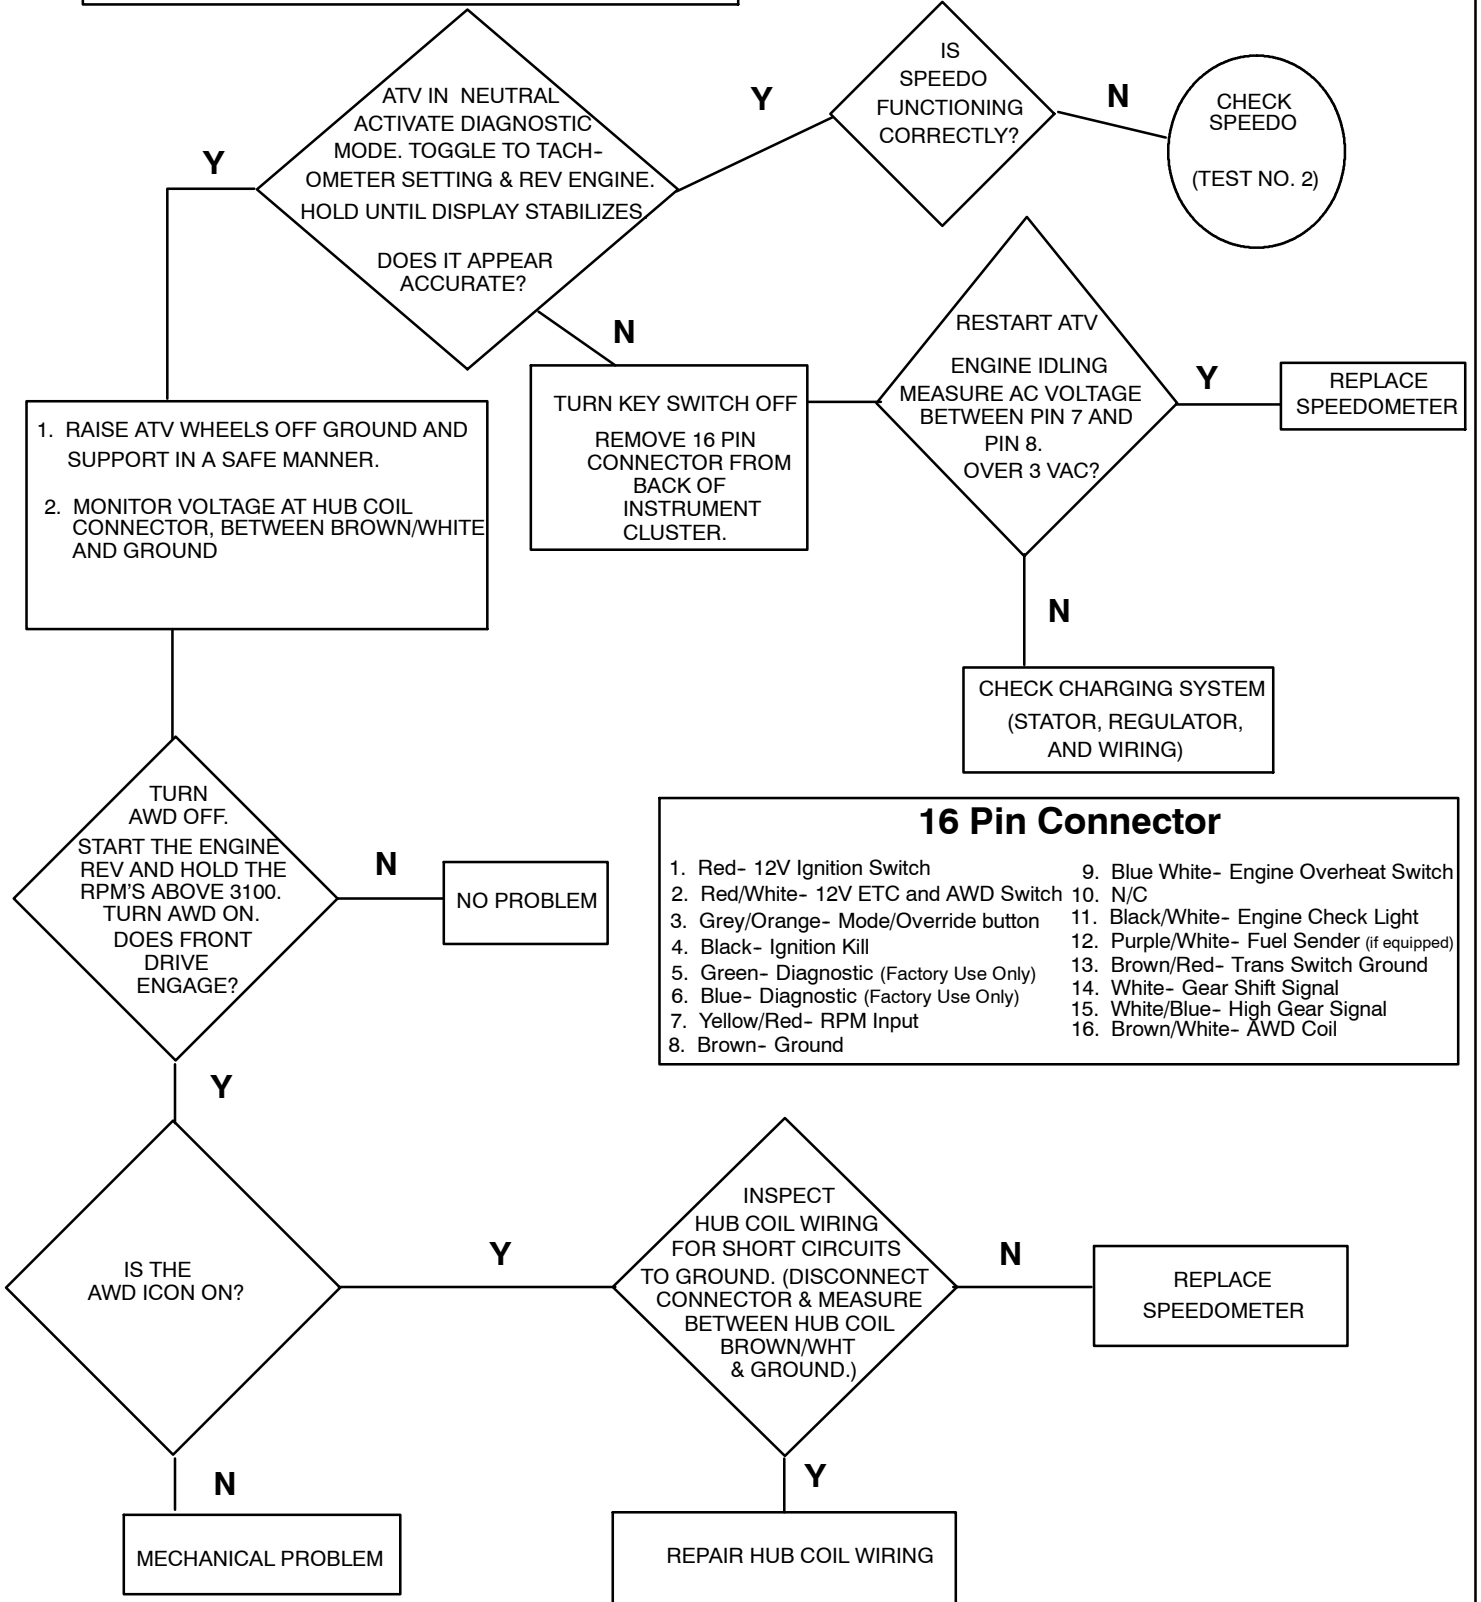 ATV IN NEUTRAL
ACTIVATE DIAGNOSTIC
MODE. TOGGLE TO TACH-
OMETER SETTING & REV ENGINE.
HOLD UNTIL DISPLAY STABILIZES.
DOES IT APPEAR
ACCURATE?
Y
Y
N
IS
SPEEDO
FUNCTIONING
CORRECTLY?
N
CHECK
SPEEDO
(TEST NO. 2)
TURN KEY SWITCH OFF
REMOVE 16 PIN
CONNECTOR FROM
BACK OF
INSTRUMENT
CLUSTER.
RESTART ATV
ENGINE IDLING
MEASURE AC VOLTAGE
BETWEEN PIN 7 AND
PIN 8.
OVER 3 VAC?
Y
REPLACE
SPEEDOMETER
N
CHECK CHARGING SYSTEM
(STATOR, REGULATOR,
AND WIRING)
1. RAISE ATV WHEELS OFF GROUND AND
SUPPORT IN A SAFE MANNER.
2. MONITOR VOLTAGE AT HUB COIL
CONNECTOR, BETWEEN BROWN/WHITE
AND GROUND
TURN
AWD OFF.
START THE ENGINE
REV AND HOLD THE
RPM'S ABOVE 3100.
TURN AWD ON.
DOES FRONT
DRIVE
ENGAGE?
N
NO PROBLEM
Y
16 Pin Connector
1. Red- 12V Ignition Switch
2. Red/White- 12V ETC and AWD Switch
3. Grey/Orange- Mode/Override button
4. Black- Ignition Kill
5. Green- Diagnostic (Factory Use Only)
6. Blue- Diagnostic (Factory Use Only)
7. Yellow/Red- RPM Input
8. Brown- Ground
9. Blue White- Engine Overheat Switch
10. N/C
11. Black/White- Engine Check Light
12. Purple/White- Fuel Sender (if equipped)
13. Brown/Red- Trans Switch Ground
14. White- Gear Shift Signal
15. White/Blue- High Gear Signal
16. Brown/White- AWD Coil
IS THE
AWD ICON ON?
Y
N
MECHANICAL PROBLEM
INSPECT
HUB COIL WIRING
FOR SHORT CIRCUITS
TO GROUND. (DISCONNECT
CONNECTOR & MEASURE
BETWEEN HUB COIL
BROWN/WHT
& GROUND.)
N
REPLACE
SPEEDOMETER
Y
REPAIR HUB COIL WIRING